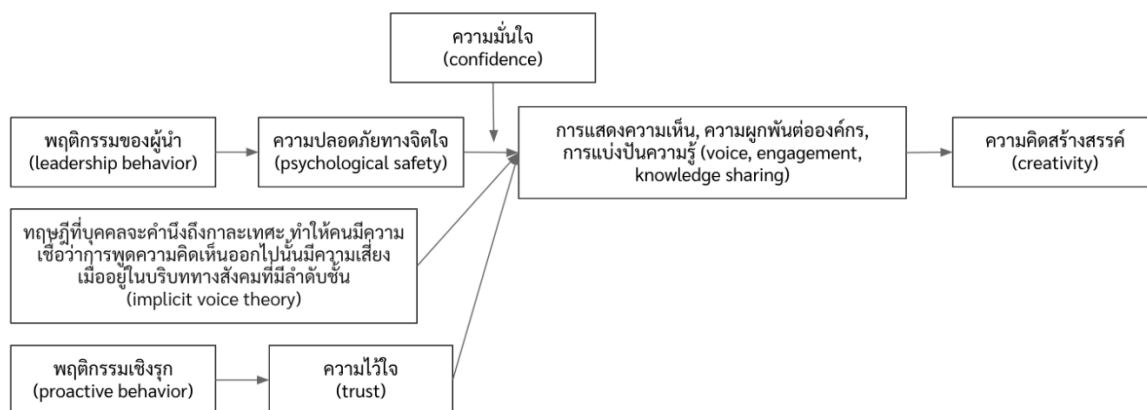 ความมั่นใจ
(confidence)
พฤติกรรมของผู้นำ
(leadership behavior)
ความปลอดภัยทางจิตใจ
(psychological safety)
การแสดงความเห็น, ความผูกพันต่อองค์กร,
การแบ่งปันความรู้ (voice, engagement,
knowledge sharing)
ความคิดสร้างสรรค์
(creativity)
ทฤษฎีที่บุคคลจะคำนึงถึงกาละเทศะ ทำให้คนมีความ
เชื่อว่าการพูดความคิดเห็นออกไปนั้นมีความเสี่ยง
เมื่ออยู่ในบริบททางสังคมที่มีลำดับชั้น
(implicit voice theory)
พฤติกรรมเชิงรุก
(proactive behavior)
ความไว้ใจ
(trust)